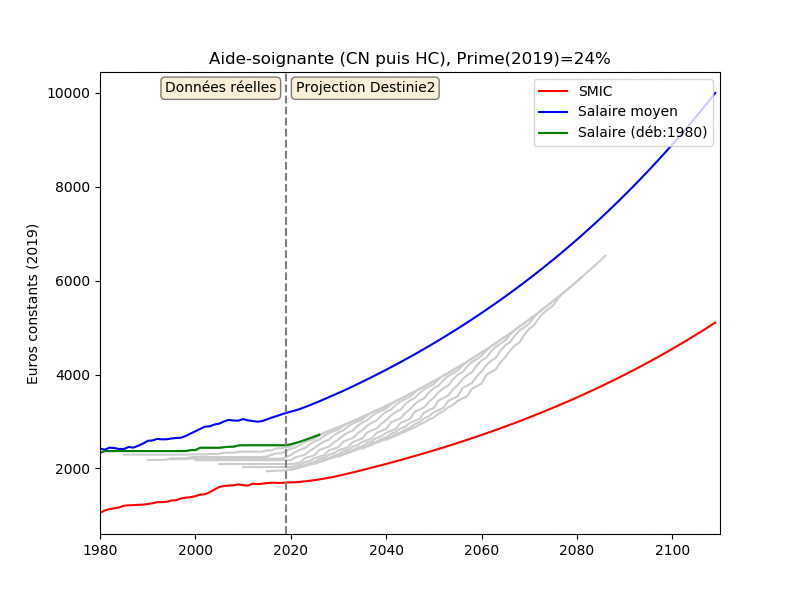 Aide-soignante (CN puis HC), Prime(2019)=24%
Données réelles
Projection Destinie2
SMIC
Salaire moyen
Salaire (déb:1980)
Euros constants (2019)
10000
8000
6000
4000
2000
1980 2000 2020 2040 2060 2080 2100